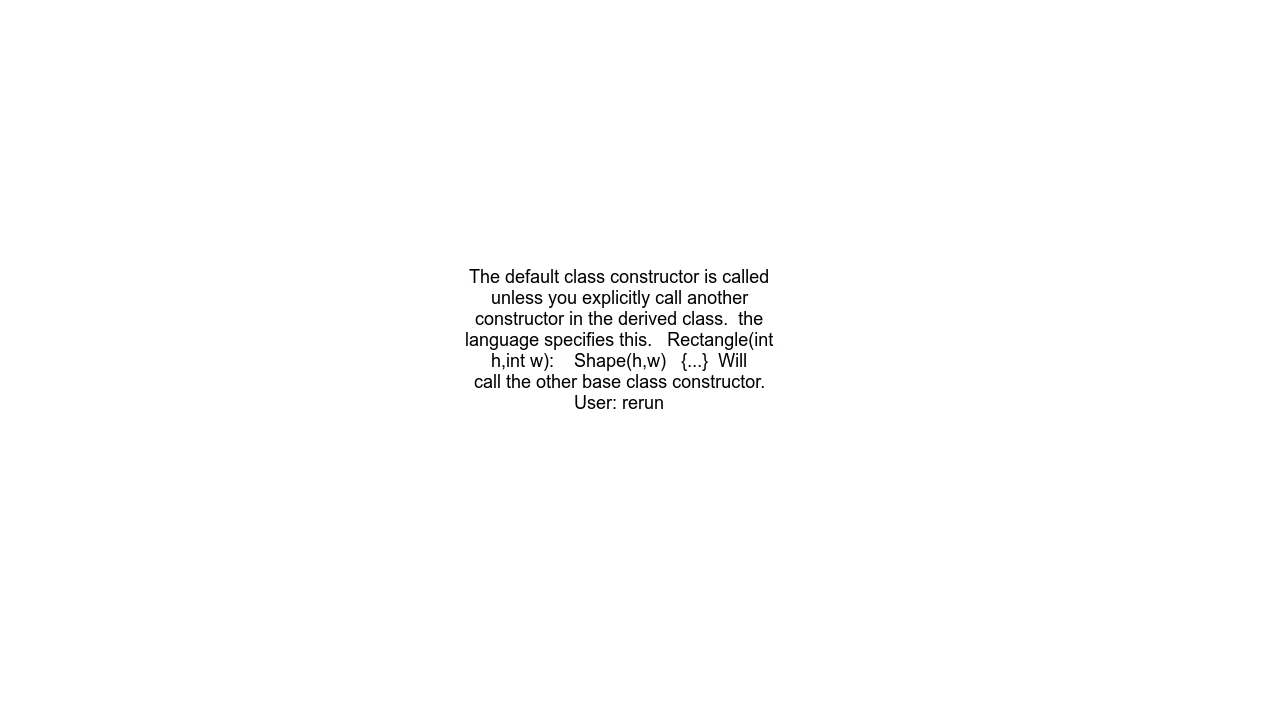 The default class constructor is called
unless you explicitly call another
constructor in the derived class.  the
language specifies this.   Rectangle(int
h,int w):    Shape(h,w)   {...}  Will
call the other base class constructor.
User: rerun